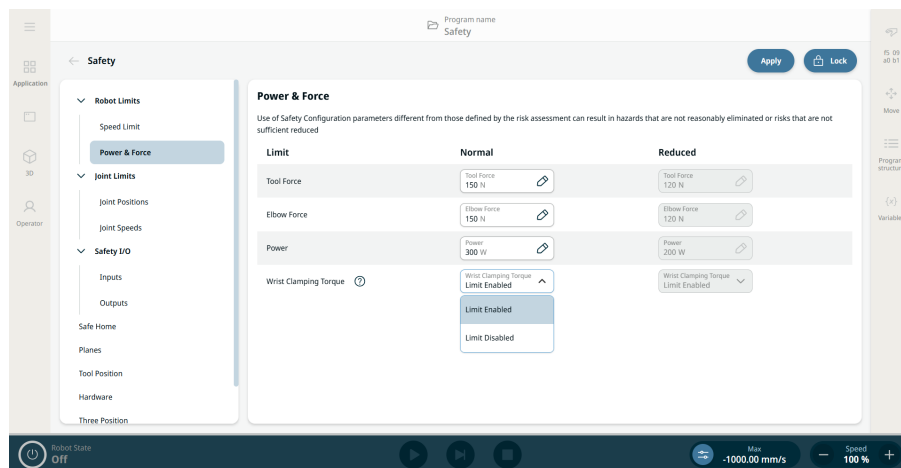 Program name
Safety
Application
3D
Operator
Safety
Apply
Lock
f5 09
a0 b1
Move
Variable
Robot Limits
Speed Limit
Power & Force
Joint Limits
Joint Positions
Joint Speeds
Safety I/O
Inputs
Outputs
Safe Home
Planes
Tool Position
Hardware
Three Position
Power & Force
Use of Safety Configuration parameters different from those defined by the risk assessment can result in hazards that are not reasonably eliminated or risks that are not
sufficient reduced
Limit Normal Reduced
Tool Force
Tool Force
150 N
Tool Force
120 N
Elbow Force
Elbow Force
150 N
Elbow Force
120 N
Power
Power
300 W
Power
200 W
Wrist Clamping Torque ?
Wrist Clamping Torque
Limit Enabled
Wrist Clamping Torque
Limit Enabled
Limit Enabled
Limit Disabled
Program
structur
{x}
Robot State
Off
Max
-1000.00 mm/s
− Speed +
100 %